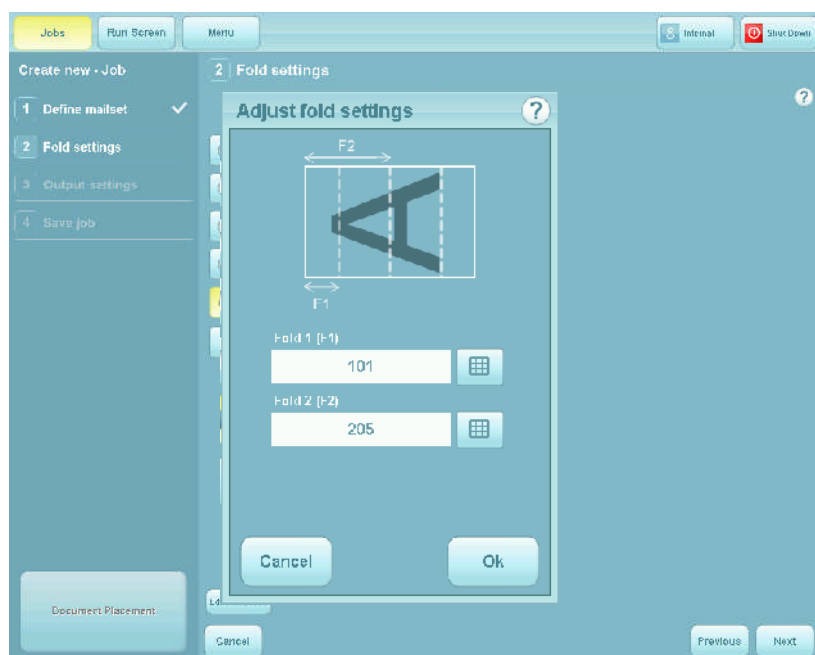 Jobs
Run Screen
Menu
Internal
Shut Down
Create new - Job
2 Fold settings
1 Define mailset
2 Fold settings
3 Output settings
4 Save job
?
Adjust fold settings
?
F2
A
F1
Fold 1 (F1)
101
Fold 2 (F2)
205
Cancel
Ok
Document Placement
Cancel
Previous
Next